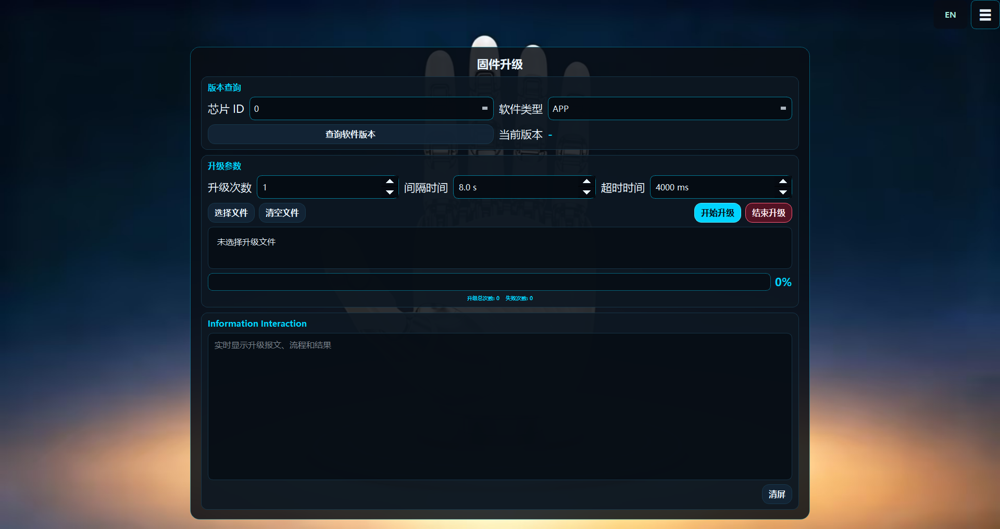 EN
固件升级
版本查询
芯片 ID 0 软件类型 APP
查询软件版本 当前版本 -
升级参数
升级次数 1 间隔时间 8.0 s 超时时间 4000 ms
选择文件 清空文件 开始升级 结束升级
未选择升级文件
0%
升级总次数: 0 失败次数: 0
Information Interaction
实时显示升级报文、流程和结果
清屏